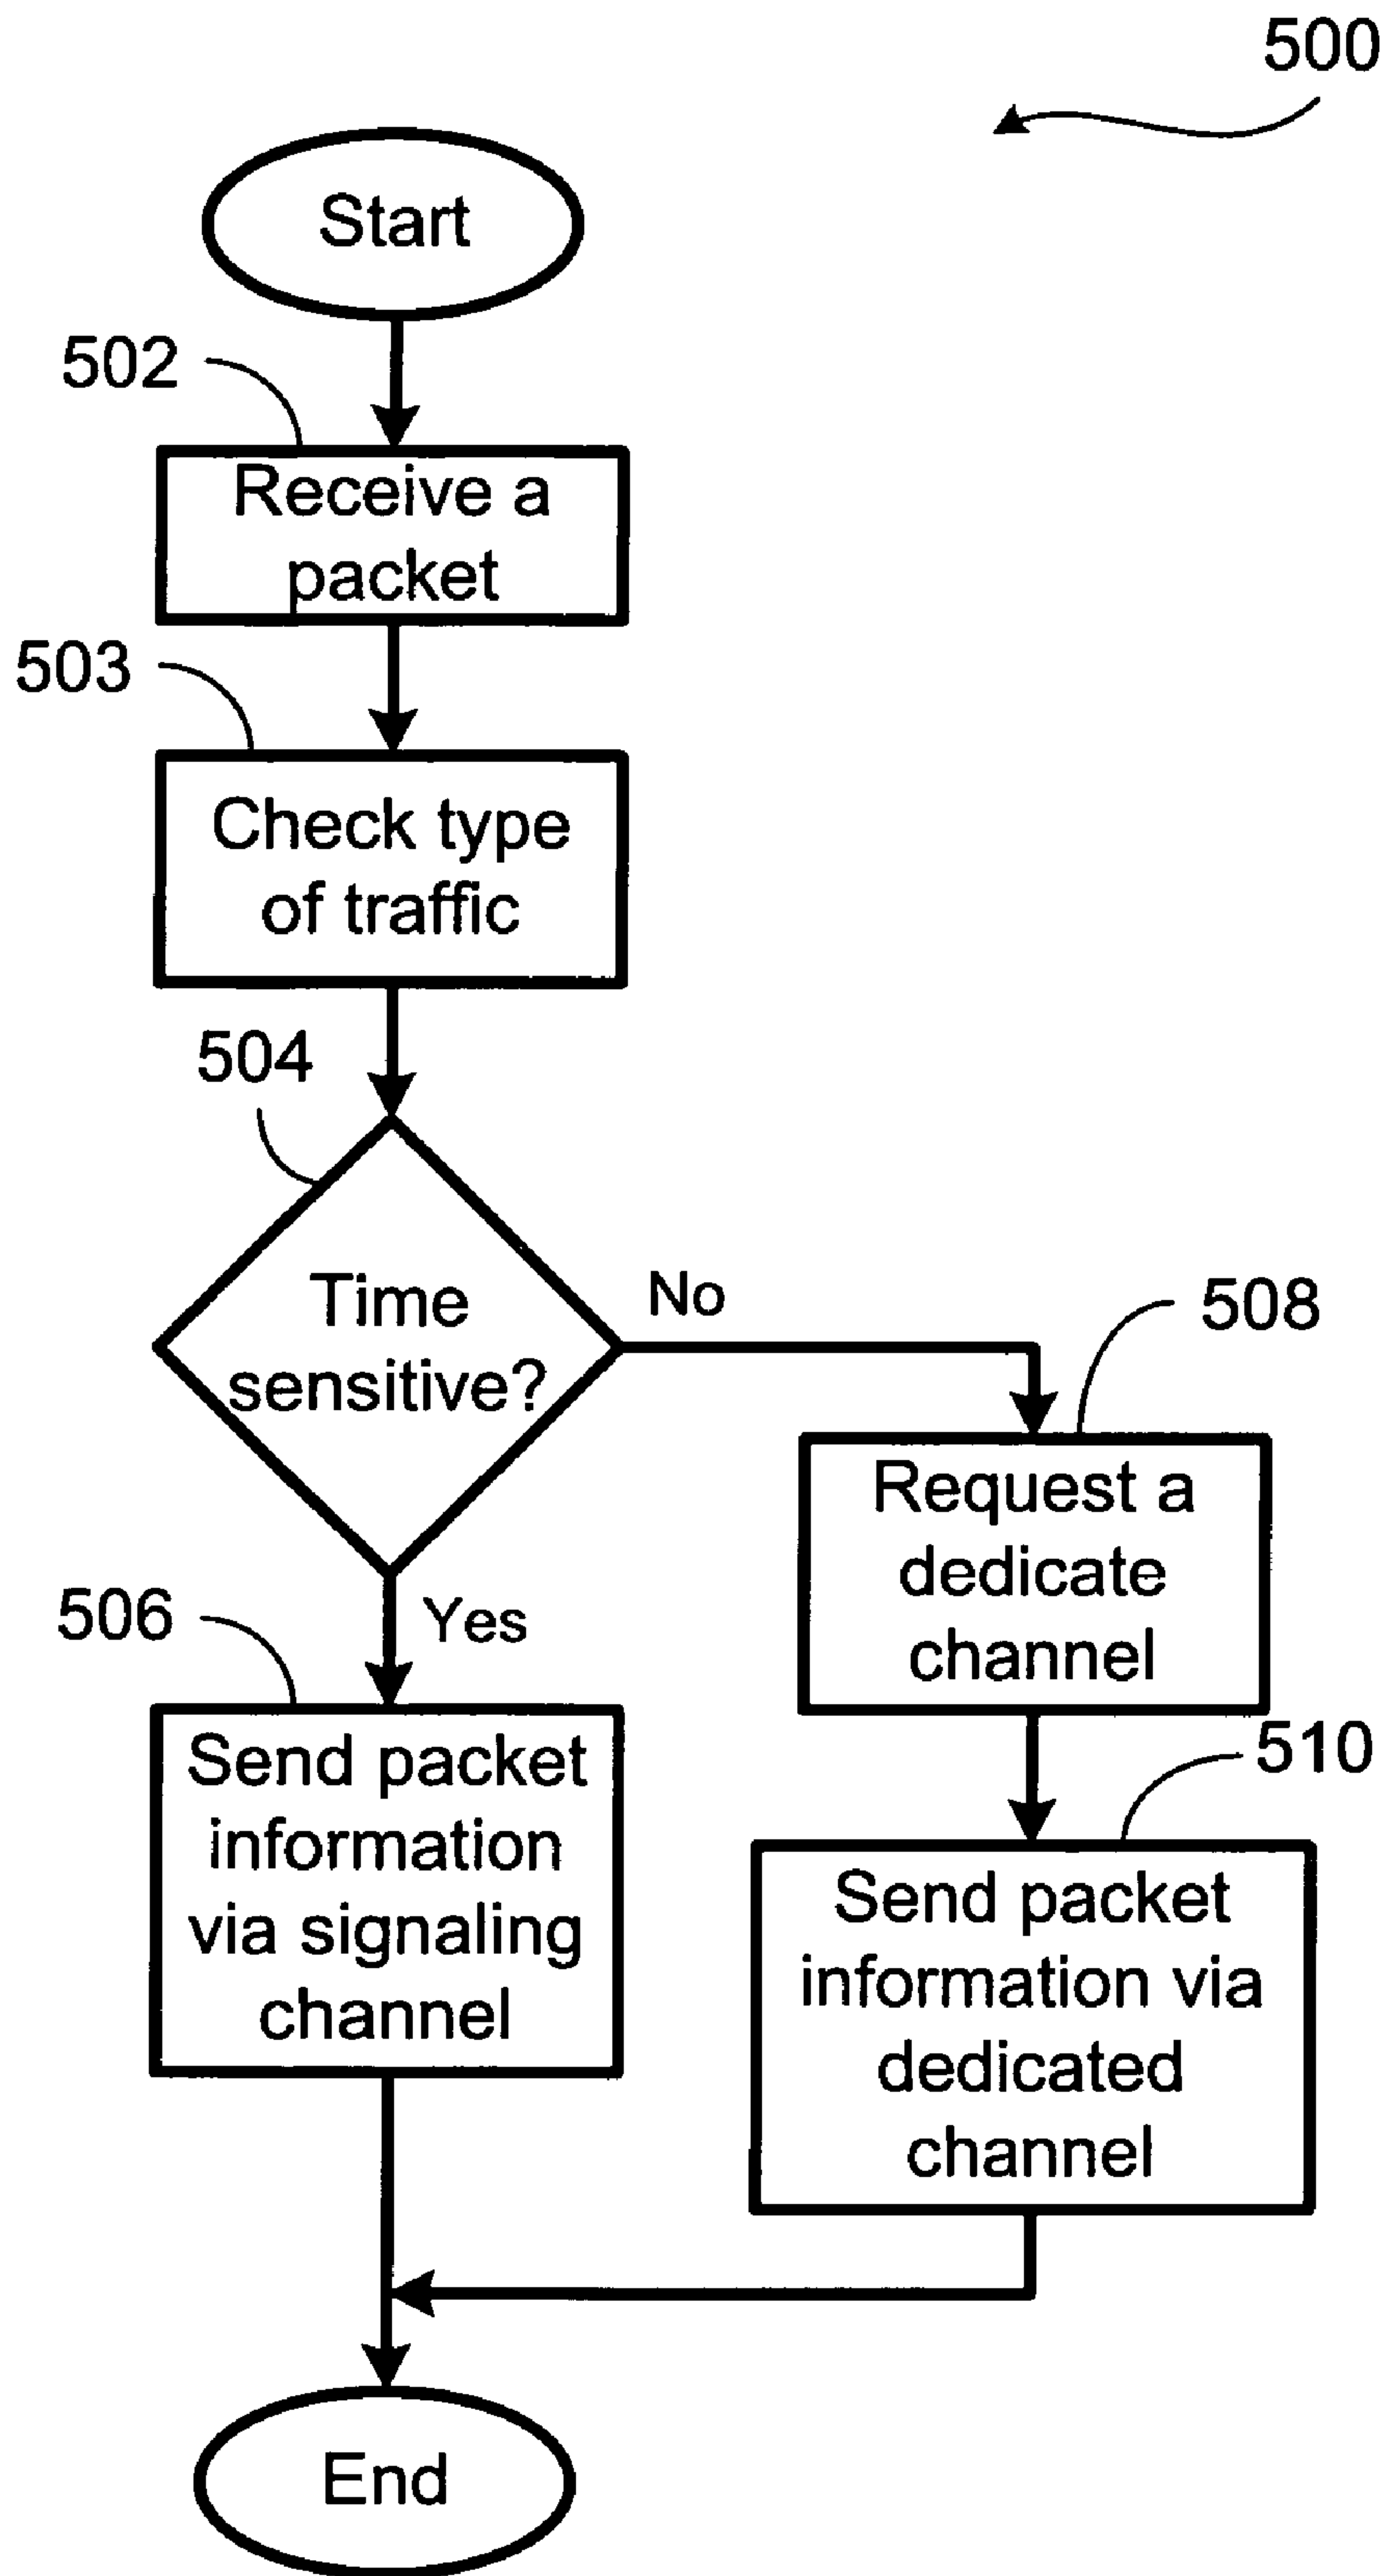 500
Start
502
Receive a
packet
503
Check type
of traffic
504
Time
sensitive?
No
508
Request a
dedicate
channel
Yes
506
Send packet
information
via signaling
channel
510
Send packet
information via
dedicated
channel
End